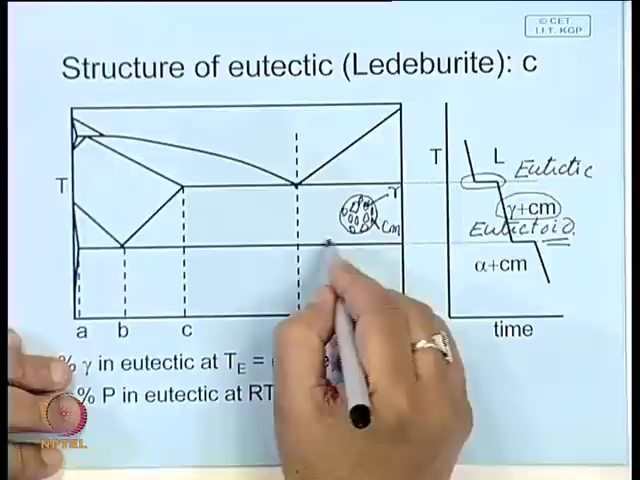 © CET
I.I.T. KGP
Structure of eutectic (Ledeburite): c
T
γ
Cm
T
L
Eutectic
γ+cm
Eutectoid
α+cm
a
b
c
time
% γ in eutectic at TE =
% P in eutectic at RT
NPTEL